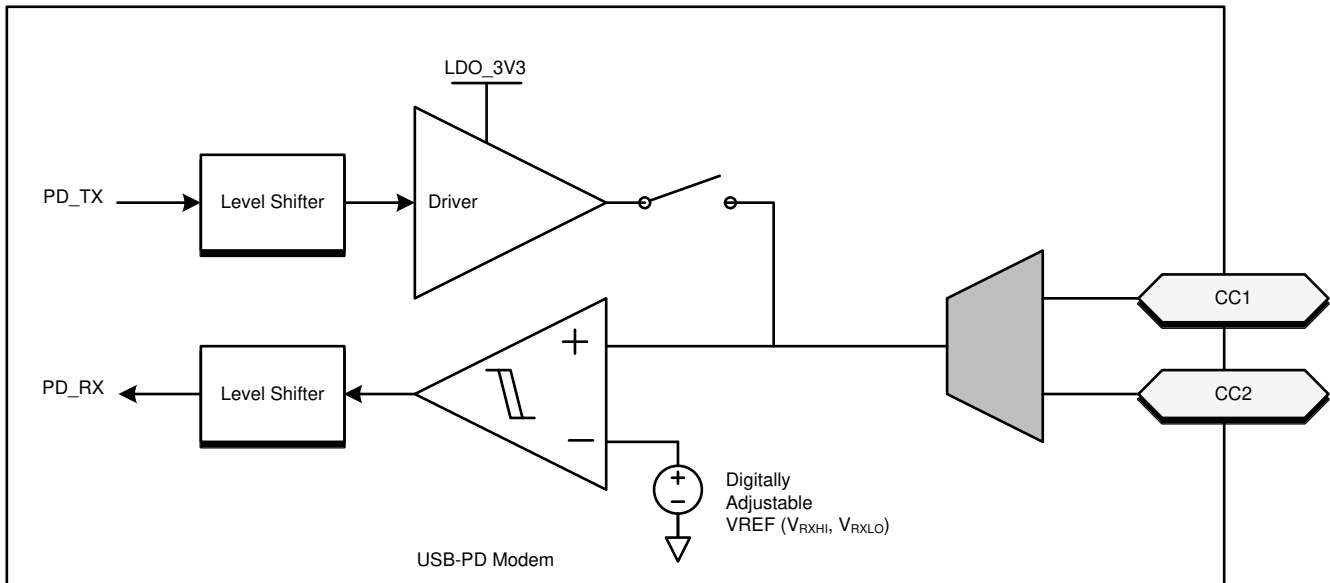 LDO_3V3
PD_TX
Level Shifter
Driver
CC1
PD_RX
Level Shifter
CC2
Digitally
Adjustable
VREF (VRXHI, VRXLO)
USB-PD Modem